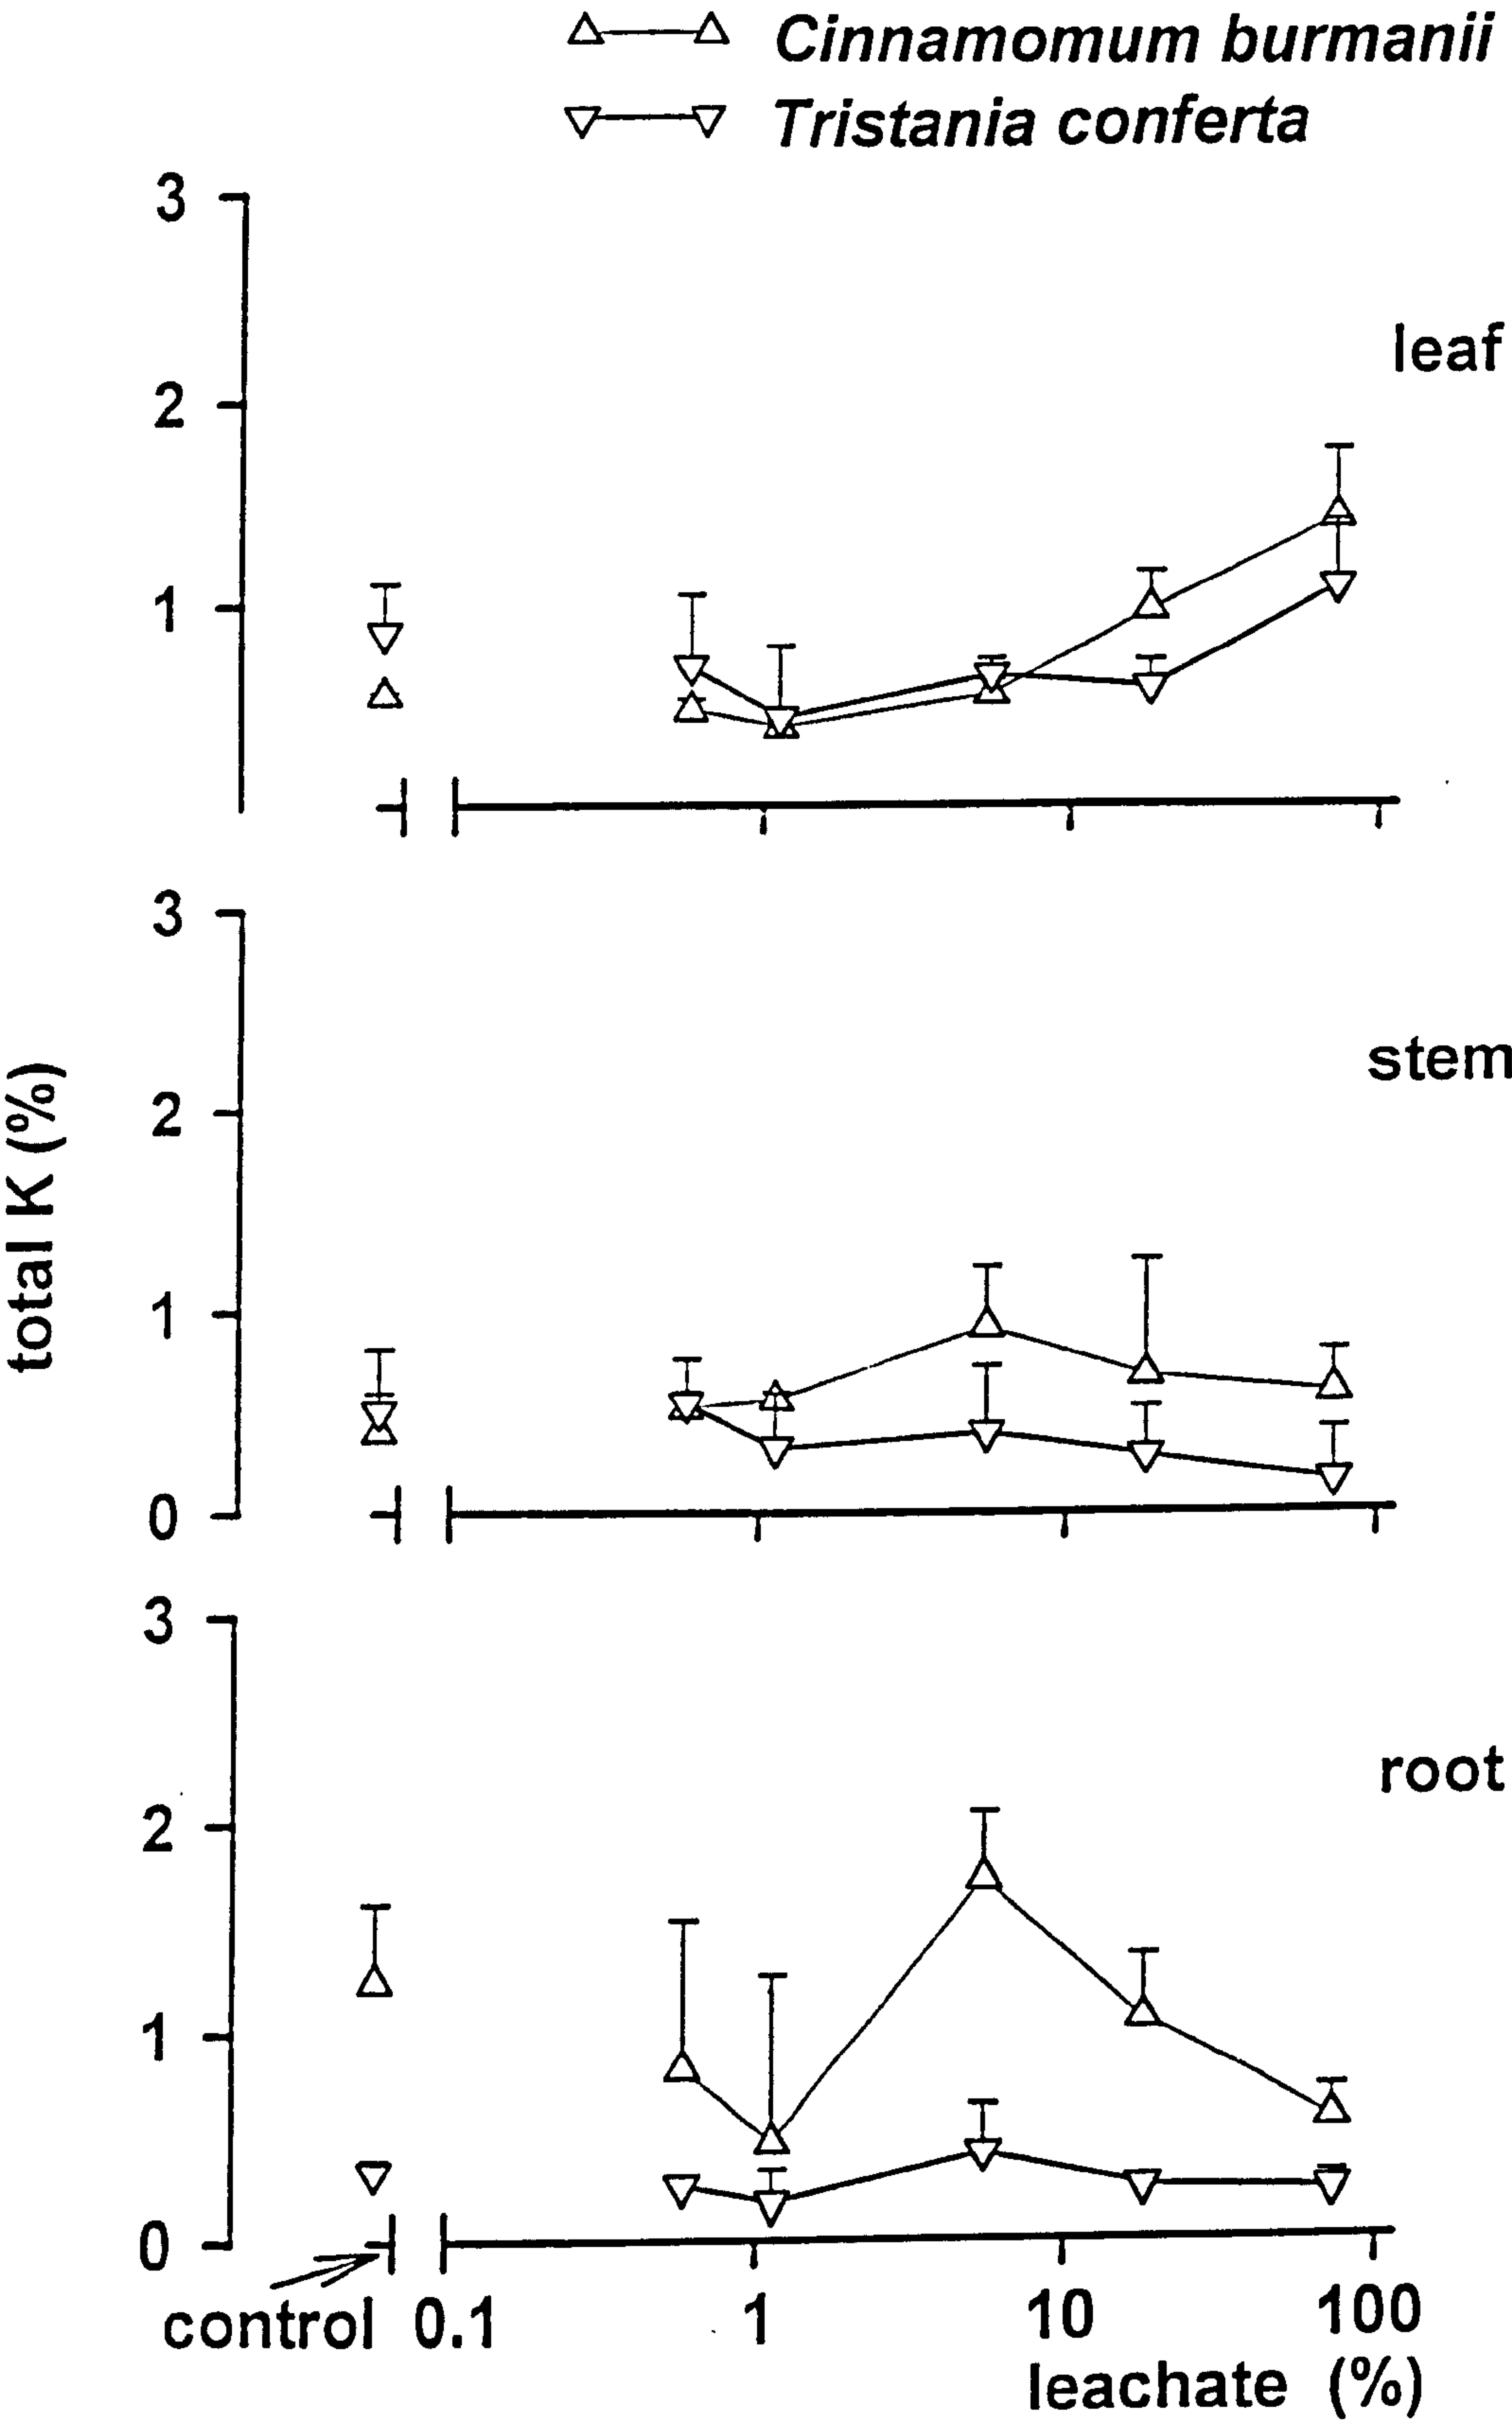 Cinnamomum burmanii
Tristania conferta
3
leaf
2
1
3
stem
2
total K (%)
1
0
3
root
2
1
0
control 0.1 1 10 100
leachate (%)